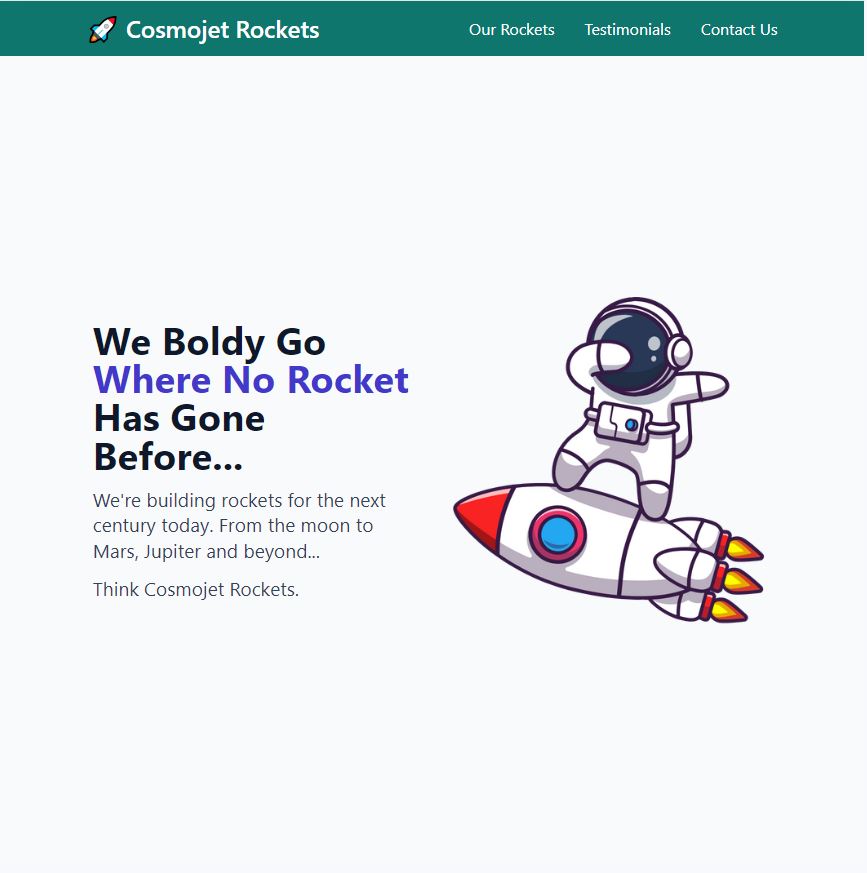 Cosmojet Rockets
Our Rockets
Testimonials
Contact Us
We Boldy Go
Where No Rocket
Has Gone
Before...
We're building rockets for the next
century today. From the moon to
Mars, Jupiter and beyond...
Think Cosmojet Rockets.